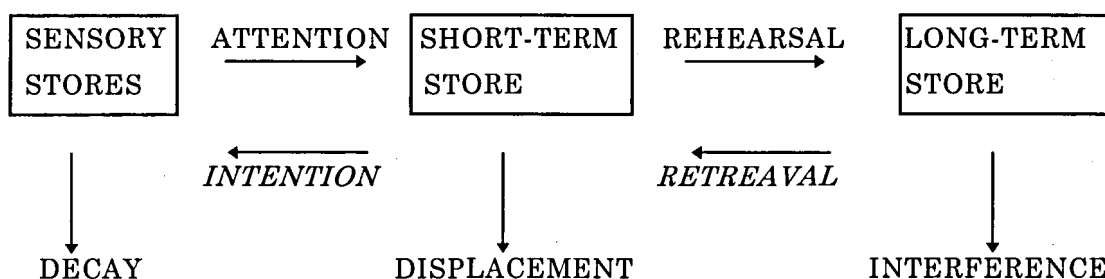 SENSORY STORES
ATTENTION
SHORT-TERM STORE
REHEARSAL
LONG-TERM STORE
INTENTION
RETREAVAL
DECAY
DISPLACEMENT
INTERFERENCE